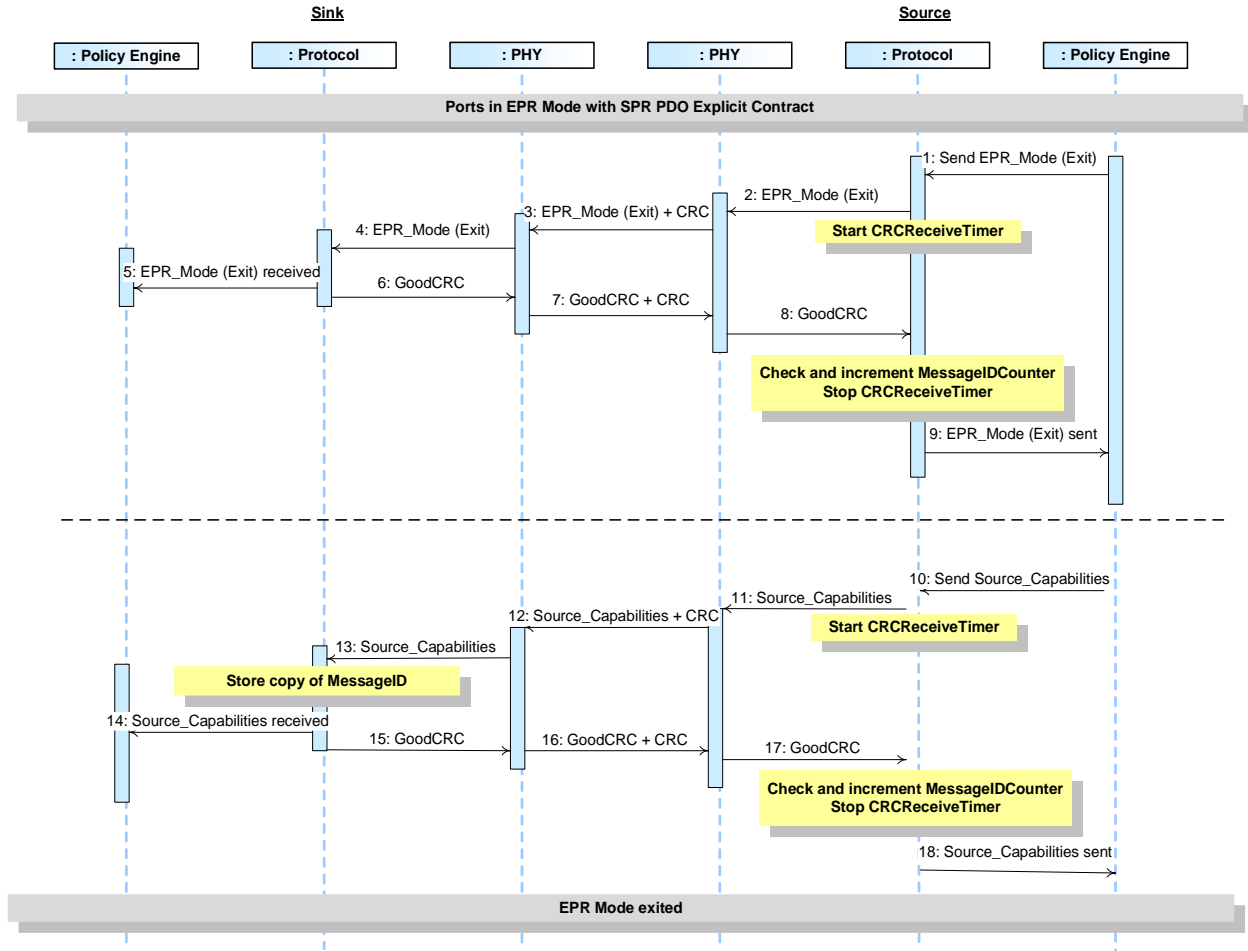 Sink
Source
: Policy Engine
: Protocol
: PHY
: PHY
: Protocol
: Policy Engine
Ports in EPR Mode with SPR PDO Explicit Contract
1: Send EPR_Mode (Exit)
2: EPR_Mode (Exit)
3: EPR_Mode (Exit) + CRC
Start CRCReceiveTimer
4: EPR_Mode (Exit)
5: EPR_Mode (Exit) received
6: GoodCRC
7: GoodCRC + CRC
8: GoodCRC
Check and increment MessageIDCounter
Stop CRCReceiveTimer
9: EPR_Mode (Exit) sent
10: Send Source_Capabilities
11: Source_Capabilities
12: Source_Capabilities + CRC
Start CRCReceiveTimer
13: Source_Capabilities
Store copy of MessageID
14: Source_Capabilities received
15: GoodCRC
16: GoodCRC + CRC
17: GoodCRC
Check and increment MessageIDCounter
Stop CRCReceiveTimer
18: Source_Capabilities sent
EPR Mode exited